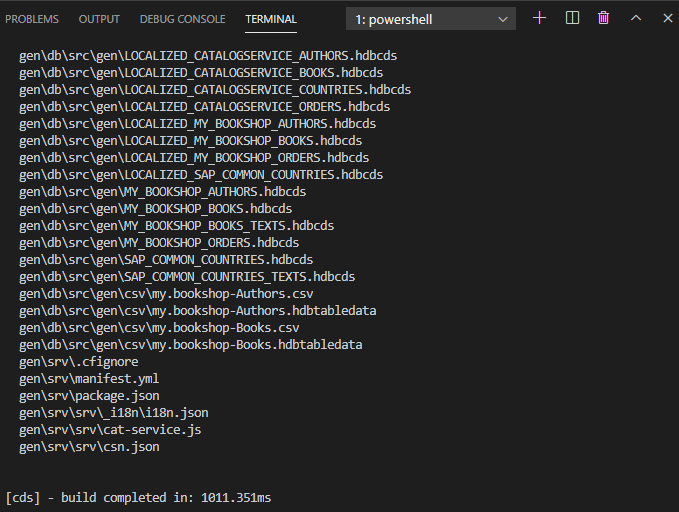 PROBLEMS OUTPUT DEBUG CONSOLE TERMINAL 1: powershell
gen\db\src\gen\LOCALIZED_CATALOGSERVICE_AUTHORS.hdbcds
gen\db\src\gen\LOCALIZED_CATALOGSERVICE_BOOKS.hdbcds
gen\db\src\gen\LOCALIZED_CATALOGSERVICE_COUNTRIES.hdbcds
gen\db\src\gen\LOCALIZED_CATALOGSERVICE_ORDERS.hdbcds
gen\db\src\gen\LOCALIZED_MY_BOOKSHOP_AUTHORS.hdbcds
gen\db\src\gen\LOCALIZED_MY_BOOKSHOP_BOOKS.hdbcds
gen\db\src\gen\LOCALIZED_MY_BOOKSHOP_ORDERS.hdbcds
gen\db\src\gen\LOCALIZED_SAP_COMMON_COUNTRIES.hdbcds
gen\db\src\gen\MY_BOOKSHOP_AUTHORS.hdbcds
gen\db\src\gen\MY_BOOKSHOP_BOOKS.hdbcds
gen\db\src\gen\MY_BOOKSHOP_BOOKS_TEXTS.hdbcds
gen\db\src\gen\MY_BOOKSHOP_ORDERS.hdbcds
gen\db\src\gen\SAP_COMMON_COUNTRIES.hdbcds
gen\db\src\gen\SAP_COMMON_COUNTRIES_TEXTS.hdbcds
gen\db\src\gen\csv\my.bookshop-Authors.csv
gen\db\src\gen\csv\my.bookshop-Authors.hdbtabledata
gen\db\src\gen\csv\my.bookshop-Books.csv
gen\db\src\gen\csv\my.bookshop-Books.hdbtabledata
gen\srv\.cfignore
gen\srv\manifest.yml
gen\srv\package.json
gen\srv\srv\_i18n\i18n.json
gen\srv\srv\cat-service.js
gen\srv\srv\csn.json
[cds] - build completed in: 1011.351ms